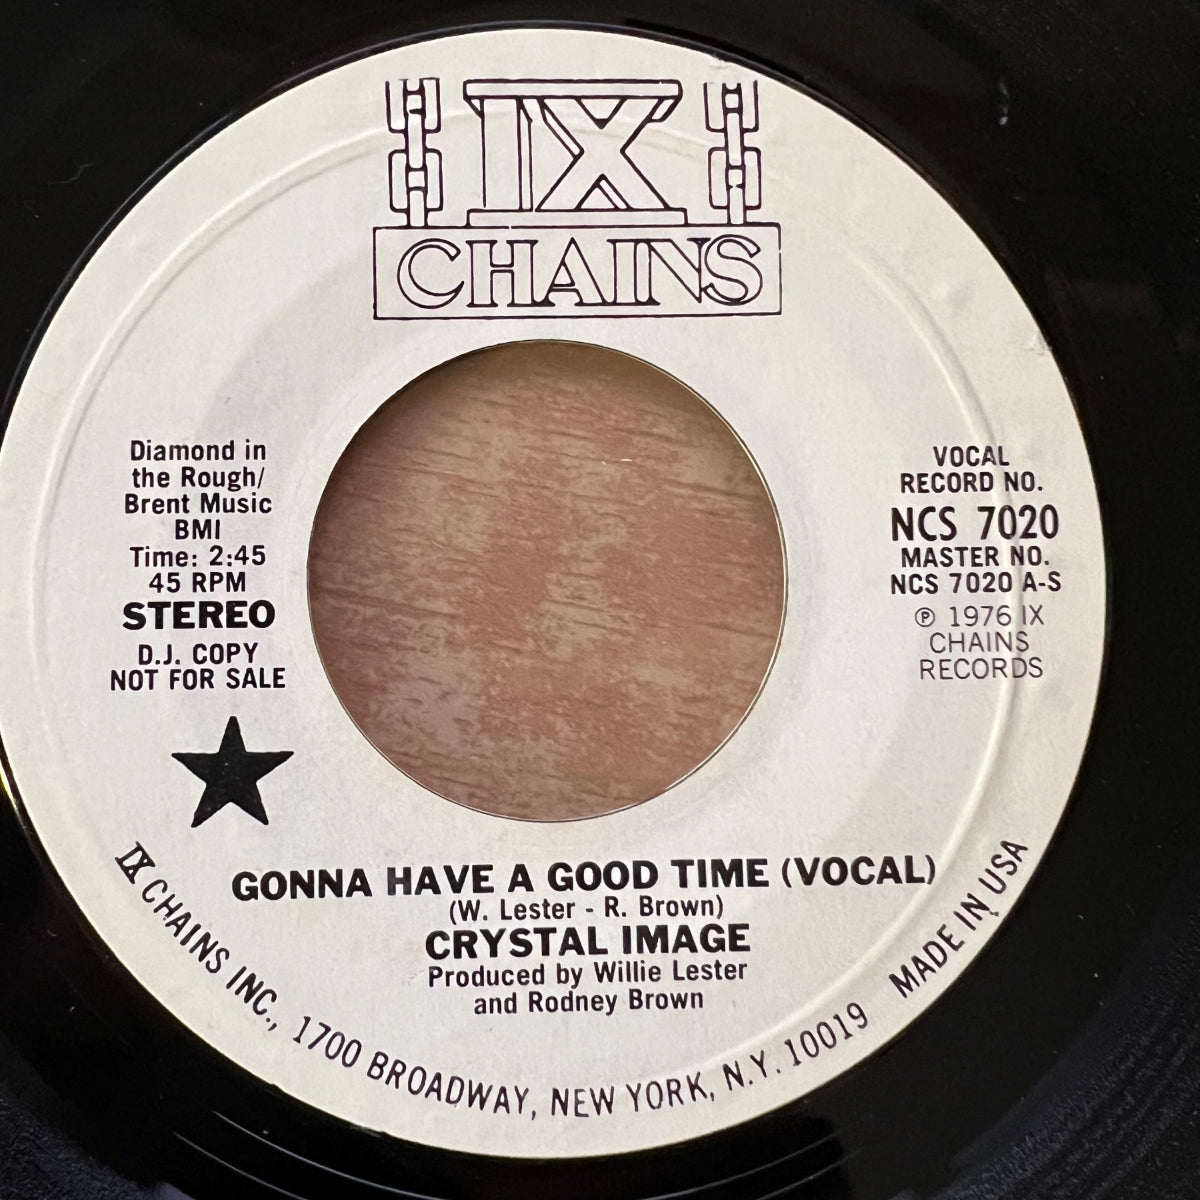 IX
CHAINS
Diamond in
the Rough/
Brent Music
BMI
Time: 2:45
45 RPM
STEREO
D.J. COPY
NOT FOR SALE
VOCAL
RECORD NO.
NCS 7020
MASTER NO.
NCS 7020 A-S
℗ 1976 IX
CHAINS
RECORDS
GONNA HAVE A GOOD TIME (VOCAL)
(W. Lester - R. Brown)
CRYSTAL IMAGE
Produced by Willie Lester
and Rodney Brown
IX CHAINS INC., 1700 BROADWAY, NEW YORK, N.Y. 10019 MADE IN USA